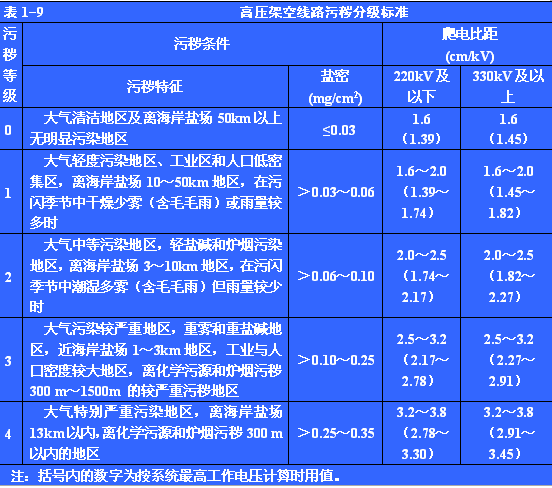 表 1-9 高压架空线路污秽分级标准
污秽等级 污秽条件 爬电比距
(cm/kV)
污秽特征 盐密
(mg/cm²) 220kV 及以下 330kV 及以上
0 大气清洁地区及离海岸盐场 50km 以上
无明显污染地区 ≤0.03 1.6
(1.39) 1.6
(1.45)
1 大气轻度污染地区、工业区和人口低密
集区，离海岸盐场 10～50km 地区，在污
闪季节中干燥少雾（含毛毛雨）或雨量较
多时 ＞0.03～0.06 1.6～2.0
（1.39～
1.74） 1.6～2.0
（1.45～
1.82）
2 大气中等污染地区，轻盐碱和炉烟污染
地区，离海岸盐场 3～10km 地区，在污闪
季节中潮湿多雾（含毛毛雨）但雨量较少
时 ＞0.06～0.10 2.0～2.5
（1.74～
2.17） 2.0～2.5
（1.82～
2.27）
3 大气污染较严重地区，重雾和重盐碱地
区，近海岸盐场 1～3km 地区，工业与人
口密度较大地区，离化学污源和炉烟污秽
300 m～1500m 的较严重污秽地区 ＞0.10～0.25 2.5～3.2
（2.17～
2.78） 2.5～3.2
（2.27～
2.91）
4 大气特别严重污染地区，离海岸盐场
13km 以内，离化学污源和炉烟污秽 300 m
以内的地区 ＞0.25～0.35 3.2～3.8
（2.78～
3.30） 3.2～3.8
（2.91～
3.45）
注：括号内的数字为按系统最高工作电压计算时用值。